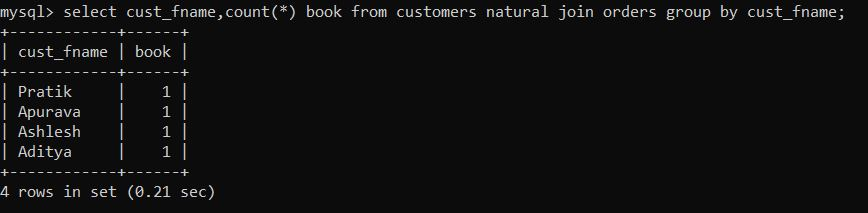 mysql> select cust_fname,count(*) book from customers natural join orders group by cust_fname;
+------------+------+
| cust_fname | book |
+------------+------+
| Pratik     |    1 |
| Apurava    |    1 |
| Ashlesh    |    1 |
| Aditya     |    1 |
+------------+------+
4 rows in set (0.21 sec)